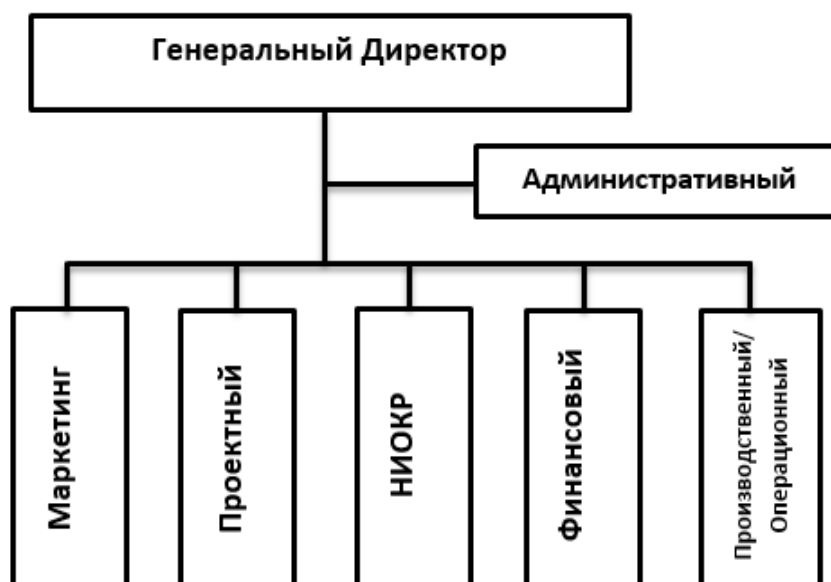 Генеральный Директор
Административный
Маркетинг
Проектный
НИОКР
Финансовый
Производственный/
Операционный